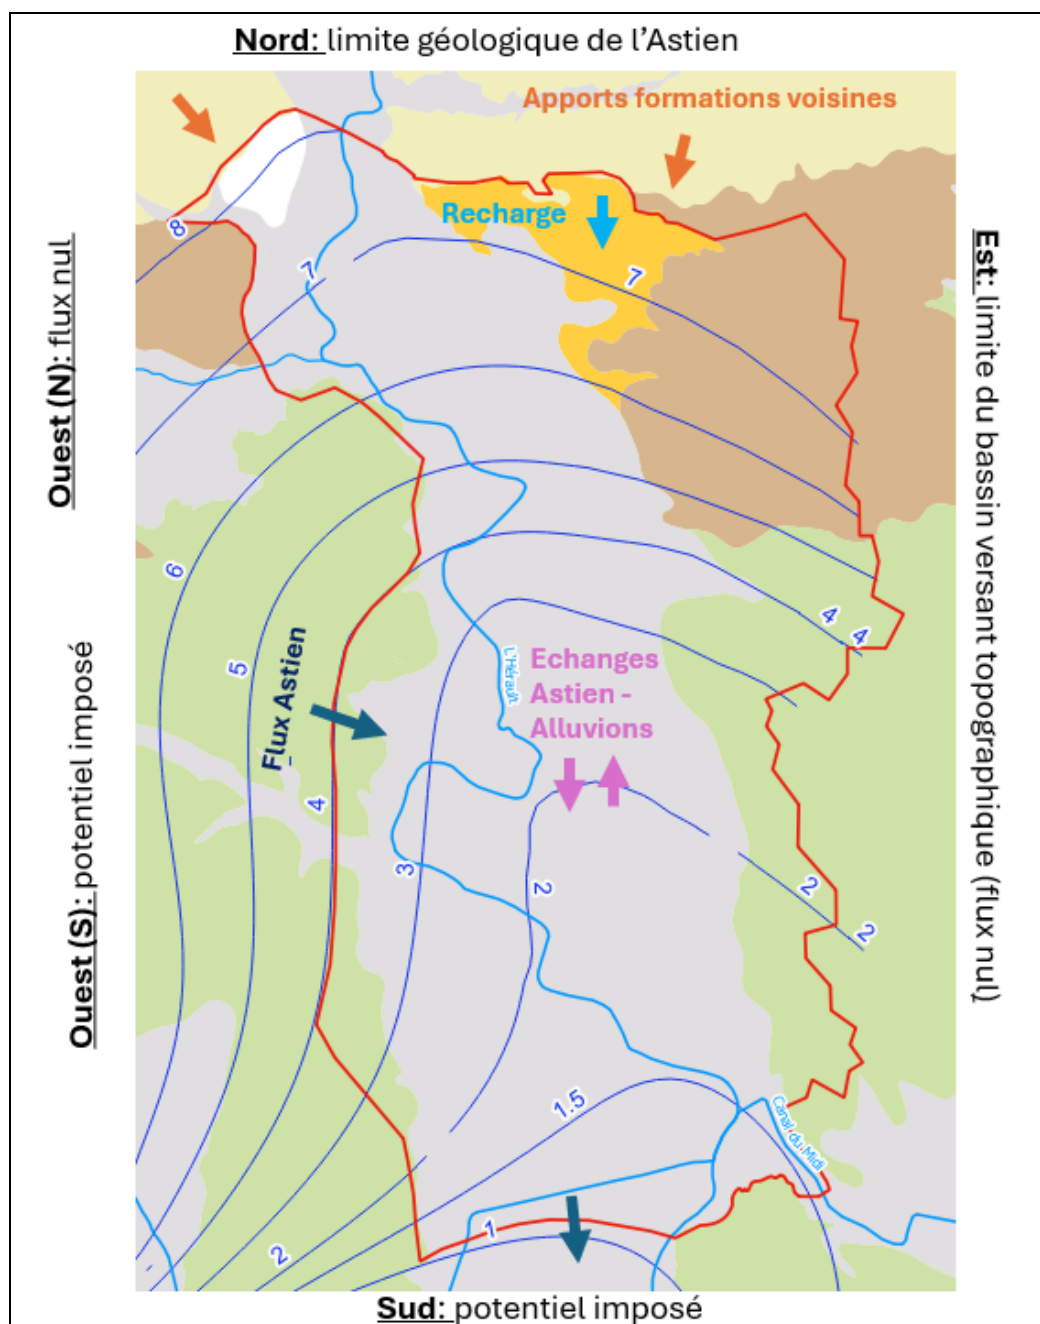 Nord: limite géologique de l'Astien
Apports formations voisines
Recharge
8
7
7
Ouest (N): flux nul
Est: limite du bassin versant topographique (flux nul)
6
5
4
4
L'Hérault
Echanges
Astien -
Alluvions
Flux Astien
Ouest (S): potentiel imposé
4
3
2
2
2
1.5
Canal du Midi
1
2
Sud: potentiel imposé